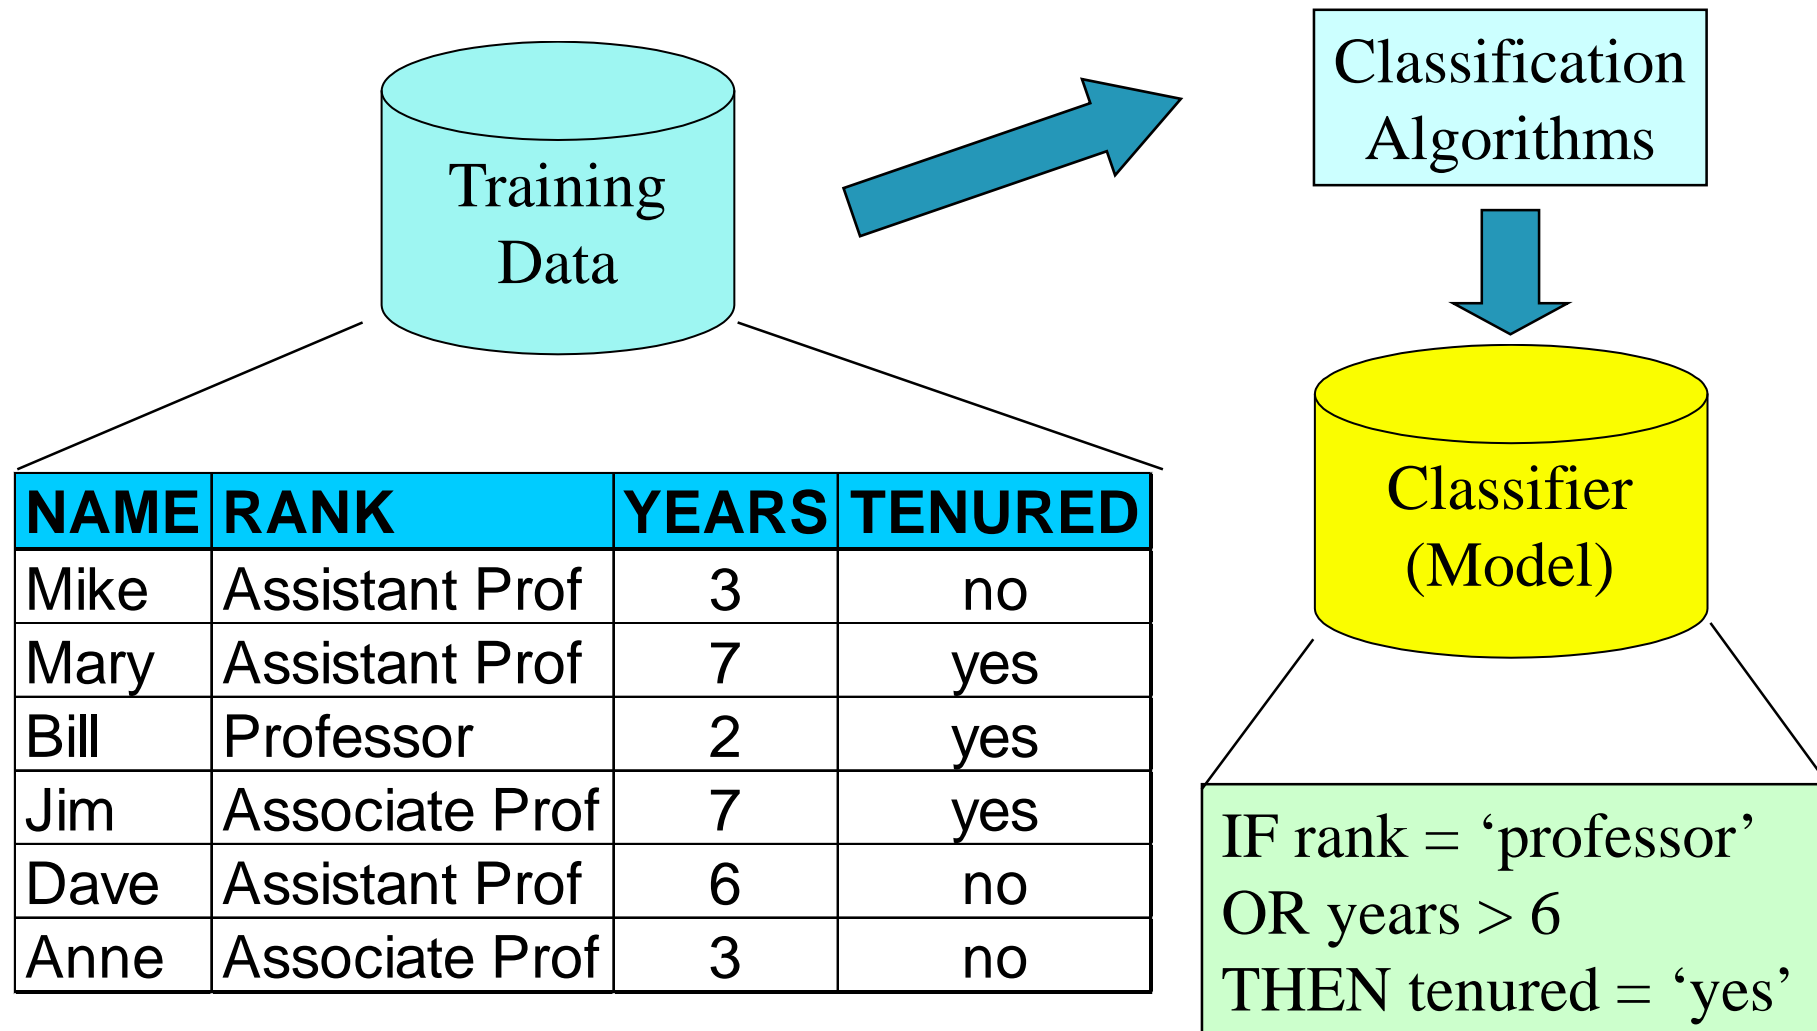 Training
Data
Classification
Algorithms
Classifier
(Model)
NAME RANK YEARS TENURED
Mike Assistant Prof 3 no
Mary Assistant Prof 7 yes
Bill Professor 2 yes
Jim Associate Prof 7 yes
Dave Assistant Prof 6 no
Anne Associate Prof 3 no
IF rank = ‘professor’
OR years > 6
THEN tenured = ‘yes’